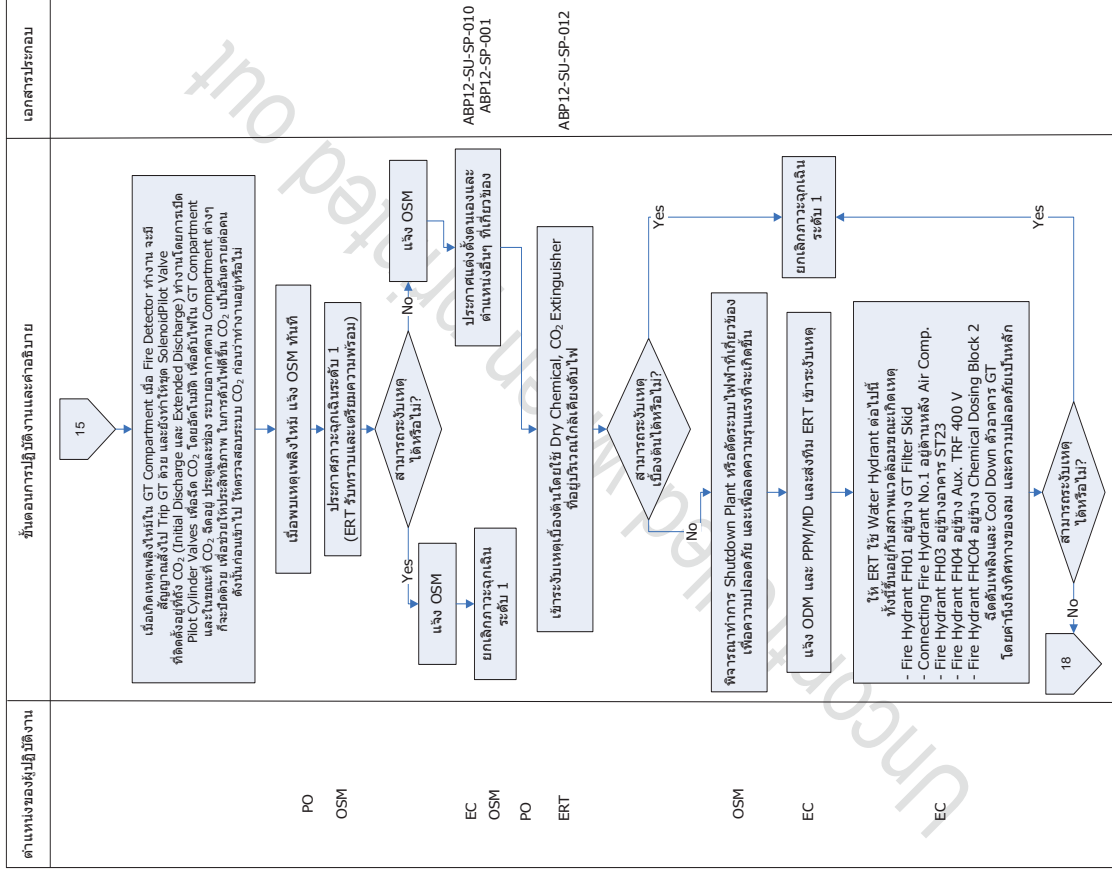 ตำแหน่งของผู้ปฏิบัติงาน
ขั้นตอนการปฏิบัติงานและคำอธิบาย
เอกสารประกอบ
15
เมื่อเกิดเหตุเพลิงไหม้ใน GT Compartment เมื่อ Fire Detector ทำงาน จะมี
สัญญาณสั่งไป Trip GT ด้วย และยังทำให้ชุด SolenoidPilot Valve
ที่ติดตั้งอยู่ที่ถัง CO₂ (Initial Discharge และ Extended Discharge) ทำงานโดยการเปิด
Pilot Cylinder Valves เพื่อฉีด CO₂ โดยอัตโนมัติ เพื่อดับไฟใน GT Compartment
และในขณะที่ CO₂ ฉีดอยู่ ประตูและช่อง ระบายอากาศตาม Compartment ต่างๆ
ก็จะปิดด้วย เพื่อช่วยให้ประสิทธิภาพ ในการดับไฟดีขึ้น CO₂ เป็นอันตรายต่อคน
ดังนั้นก่อนเข้าไป ให้ตรวจสอบระบบ CO₂ ก่อนว่าทำงานอยู่หรือไม่
PO
เมื่อพบเหตุเพลิงไหม้ แจ้ง OSM ทันที
OSM
ประกาศภาวะฉุกเฉินระดับ 1
(ERT รับทราบและเตรียมความพร้อม)
สามารถระงับเหตุ
ได้หรือไม่?
Yes
No
แจ้ง OSM
แจ้ง OSM
EC
OSM
PO
ยกเลิกภาวะฉุกเฉิน
ระดับ 1
ประกาศแต่งตั้งตนเองและ
ตำแหน่งอื่นๆ ที่เกี่ยวข้อง
ABP12-SU-SP-010
ABP12-SP-001
ERT
เข้าระงับเหตุเบื้องต้นโดยใช้ Dry Chemical, CO₂ Extinguisher
ที่อยู่บริเวณใกล้เคียงดับไฟ
ABP12-SU-SP-012
สามารถระงับเหตุ
เบื้องต้นได้หรือไม่?
No
Yes
OSM
พิจารณาทำการ Shutdown Plant หรือตัดระบบไฟฟ้าที่เกี่ยวข้อง
เพื่อความปลอดภัย และเพื่อลดความรุนแรงที่จะเกิดขึ้น
ยกเลิกภาวะฉุกเฉิน
ระดับ 1
EC
แจ้ง ODM และ PPM/MD และส่งทีม ERT เข้าระงับเหตุ
EC
ให้ ERT ใช้ Water Hydrant ต่อไปนี้
ทั้งนี้ขึ้นอยู่กับสภาพแวดล้อมขณะเกิดเหตุ
- Fire Hydrant FH01 อยู่ข้าง GT Filter Skid
- Connecting Fire Hydrant No.1 อยู่ด้านหลัง Air Comp.
- Fire Hydrant FH03 อยู่ข้างอาคาร ST23
- Fire Hydrant FH04 อยู่ข้าง Aux. TRF 400 V
- Fire Hydrant FHC04 อยู่ข้าง Chemical Dosing Block 2
ฉีดดับเพลิงและ Cool Down ตัวอาคาร GT
โดยคำนึงถึงทิศทางของลม และความปลอดภัยเป็นหลัก
สามารถระงับเหตุ
ได้หรือไม่?
No
Yes
18
Uncontrolled When printed out